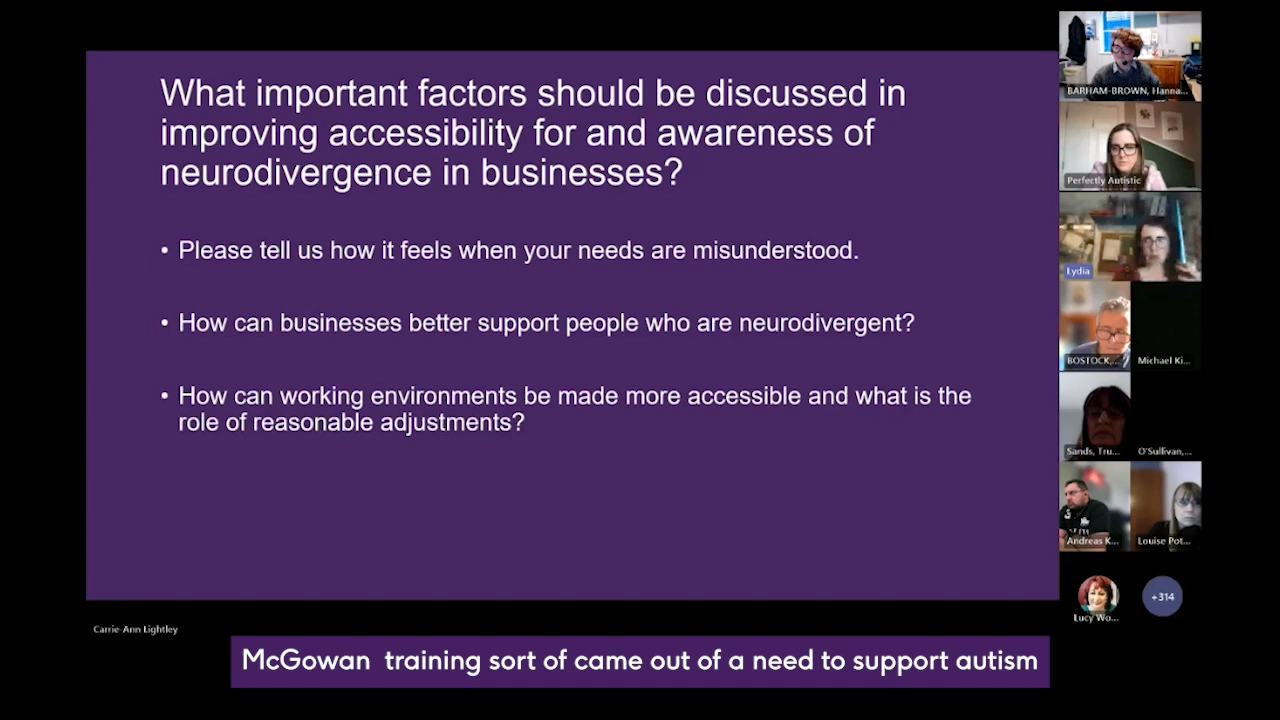 What important factors should be discussed in
improving accessibility for and awareness of
neurodivergence in businesses?
• Please tell us how it feels when your needs are misunderstood.
• How can businesses better support people who are neurodivergent?
• How can working environments be made more accessible and what is the
role of reasonable adjustments?
BARHAM-BROWN, Hanna...
Perfectly Autistic
Lydia
BOSTOCK,...
Michael Ki...
Sands, Tru...
O'Sullivan,...
Andreas K...
Louise Pot...
Lucy Wo...
+314
Carrie-Ann Lightley
McGowan training sort of came out of a need to support autism